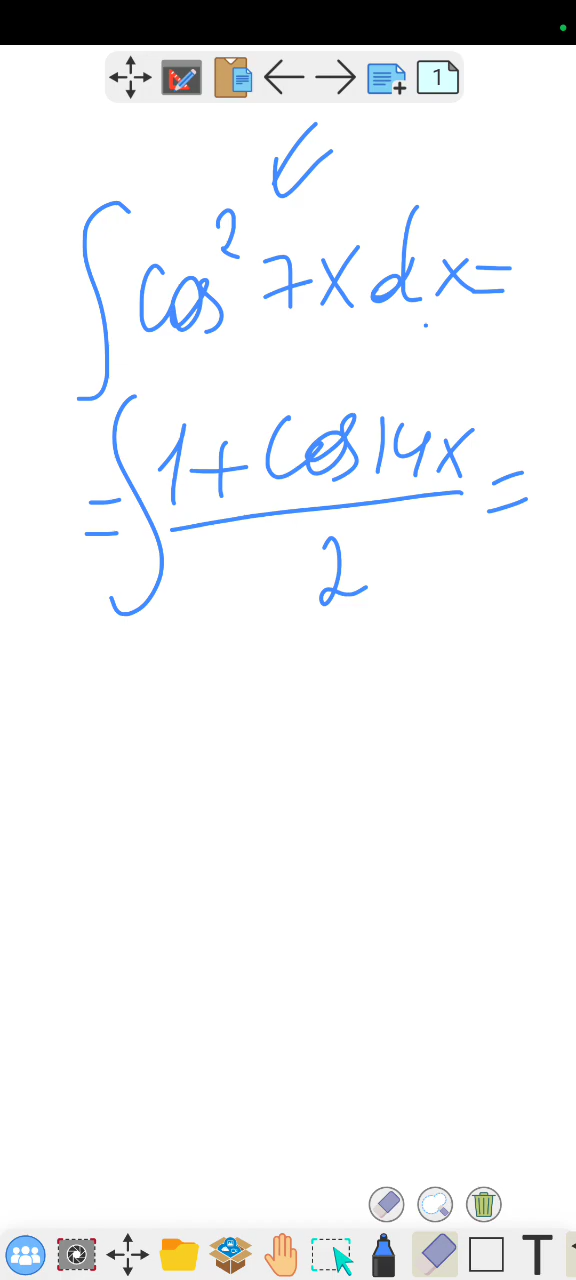 1
∫ cos² 7x dx =
= ∫ (1 + cos 14x)/2 =
T